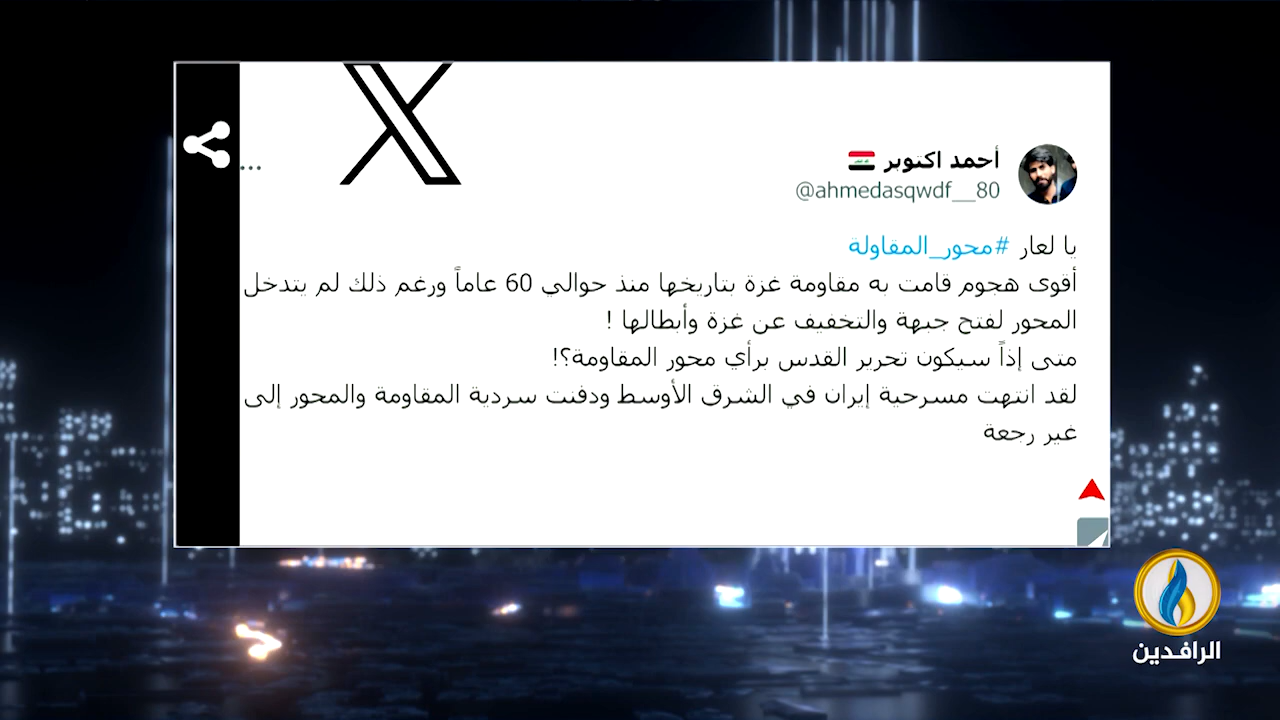 أحمد اكتوبر
@ahmedasqwdf__80
...
يا لعار #محور_المقاولة
أقوى هجوم قامت به مقاومة غزة بتاريخها منذ حوالي 60 عاماً ورغم ذلك لم يتدخل
المحور لفتح جبهة والتخفيف عن غزة وأبطالها !
متى إذاً سيكون تحرير القدس برأي محور المقاومة؟!
لقد انتهت مسرحية إيران في الشرق الأوسط ودفنت سردية المقاومة والمحور إلى
غير رجعة
الرافدين